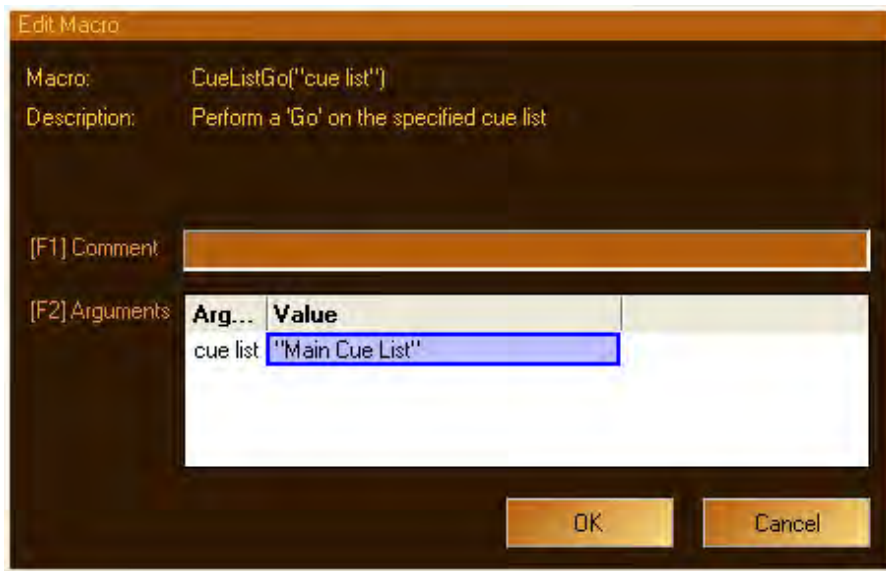 Edit Macro
Macro: CueListGo("cue list")
Description: Perform a 'Go' on the specified cue list
[F1] Comment
[F2] Arguments Arg... Value
cue list "Main Cue List"
OK Cancel